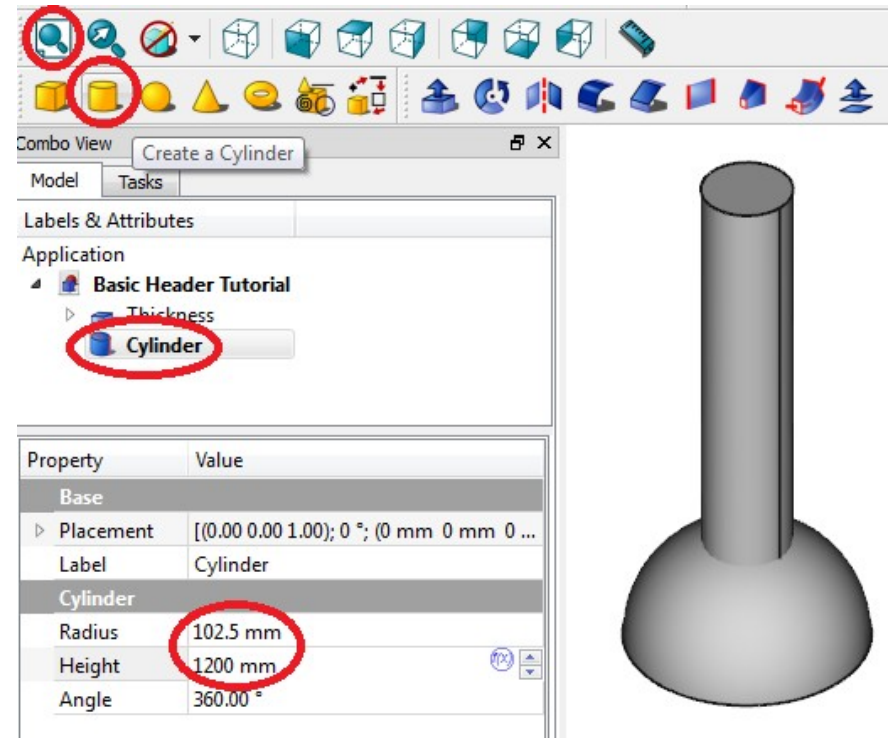 Combo View
Create a Cylinder
Model Tasks
Labels & Attributes
Application
Basic Header Tutorial
Thickness
Cylinder
Property Value
Base
Placement [(0.00 0.00 1.00); 0 °; (0 mm 0 mm 0 ...
Label Cylinder
Cylinder
Radius 102.5 mm
Height 1200 mm
Angle 360.00 °